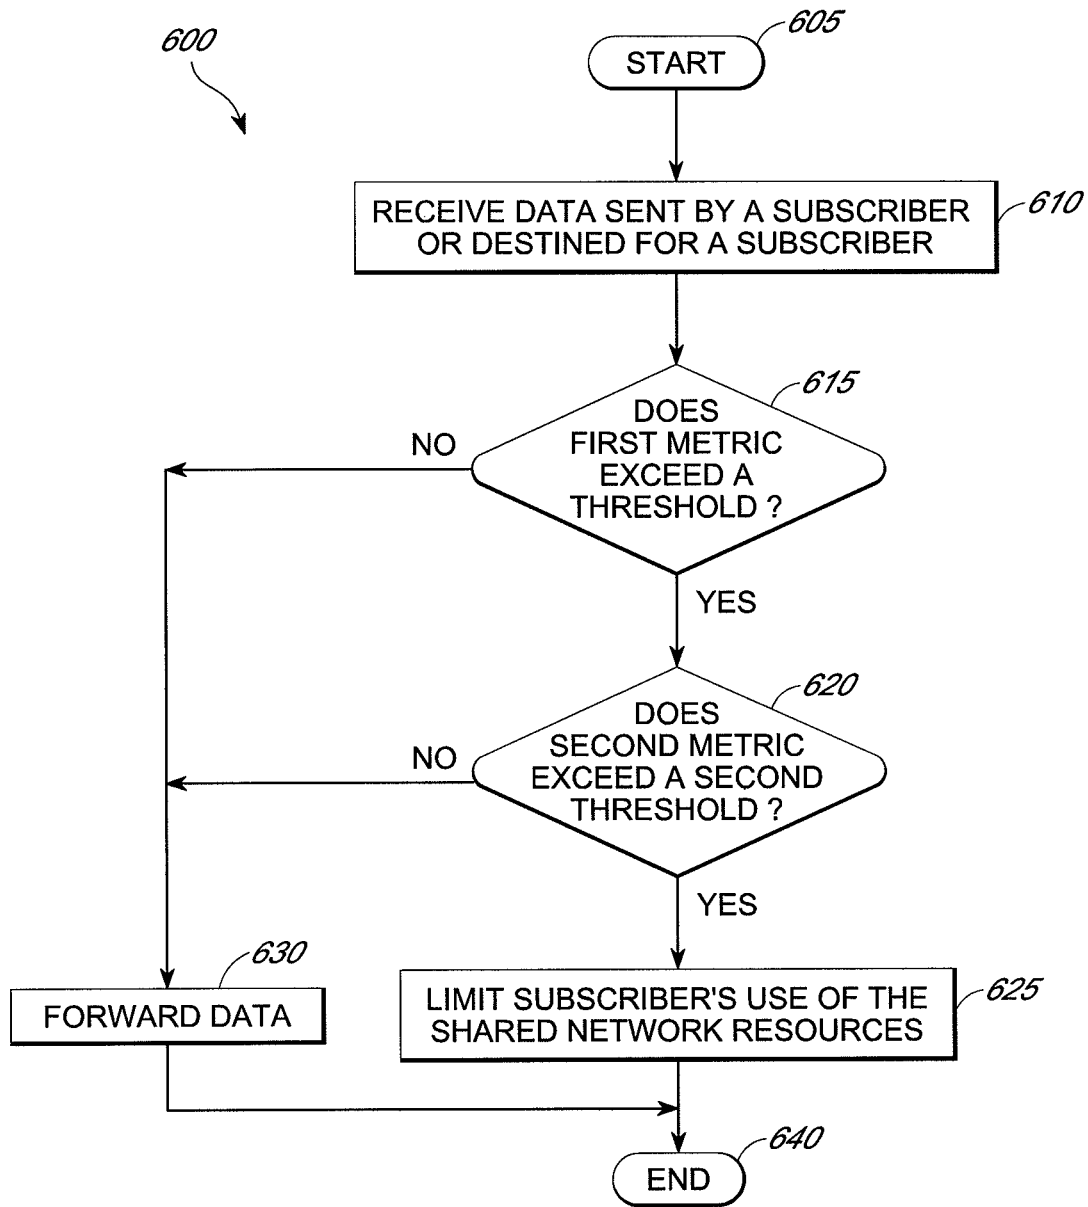 600
605
START
610
RECEIVE DATA SENT BY A SUBSCRIBER
OR DESTINED FOR A SUBSCRIBER
615
DOES
FIRST METRIC
EXCEED A
THRESHOLD ?
NO
YES
620
DOES
SECOND METRIC
EXCEED A SECOND
THRESHOLD ?
NO
YES
630
FORWARD DATA
625
LIMIT SUBSCRIBER'S USE OF THE
SHARED NETWORK RESOURCES
640
END